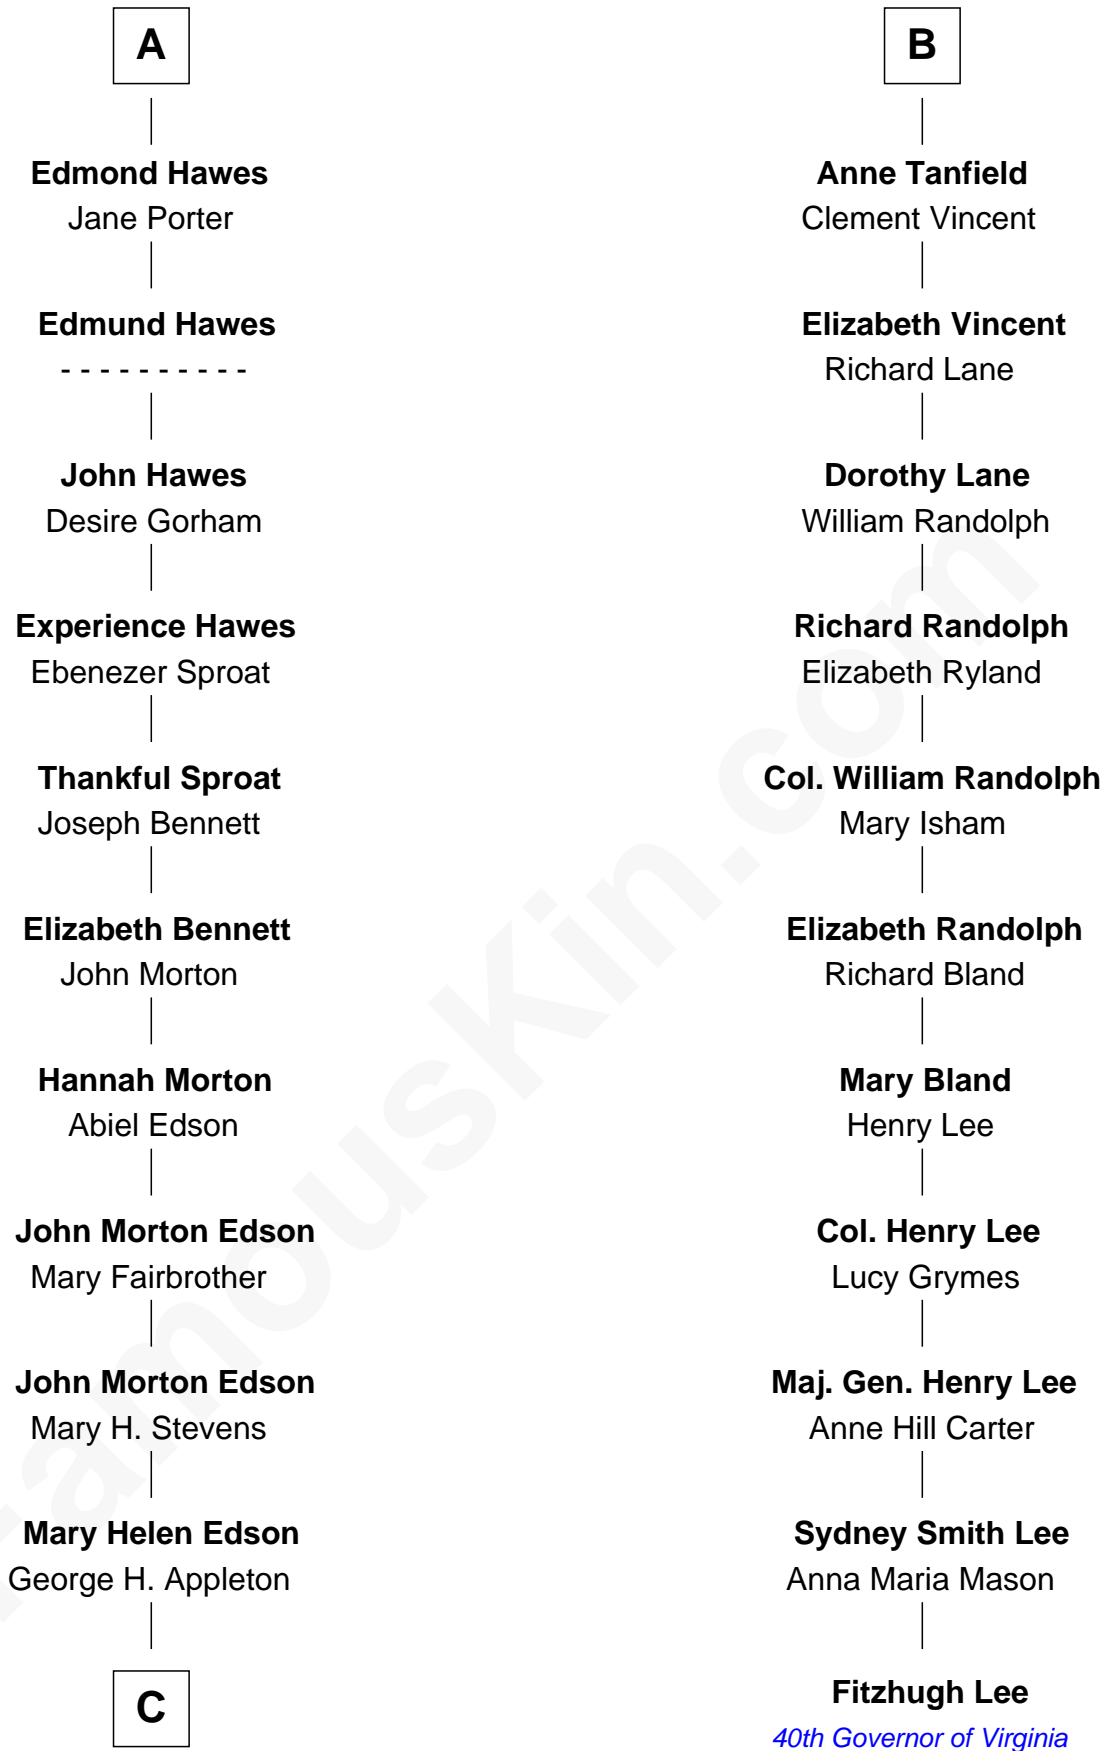 A
Edmond Hawes
Jane Porter
Edmund Hawes
- - - - - - - - - -
John Hawes
Desire Gorham
Experience Hawes
Ebenezer Sproat
Thankful Sproat
Joseph Bennett
Elizabeth Bennett
John Morton
Hannah Morton
Abiel Edson
John Morton Edson
Mary Fairbrother
John Morton Edson
Mary H. Stevens
Mary Helen Edson
George H. Appleton
C
B
Anne Tanfield
Clement Vincent
Elizabeth Vincent
Richard Lane
Dorothy Lane
William Randolph
Richard Randolph
Elizabeth Ryland
Col. William Randolph
Mary Isham
Elizabeth Randolph
Richard Bland
Mary Bland
Henry Lee
Col. Henry Lee
Lucy Grymes
Maj. Gen. Henry Lee
Anne Hill Carter
Sydney Smith Lee
Anna Maria Mason
Fitzhugh Lee
40th Governor of Virginia
FamousKin.com